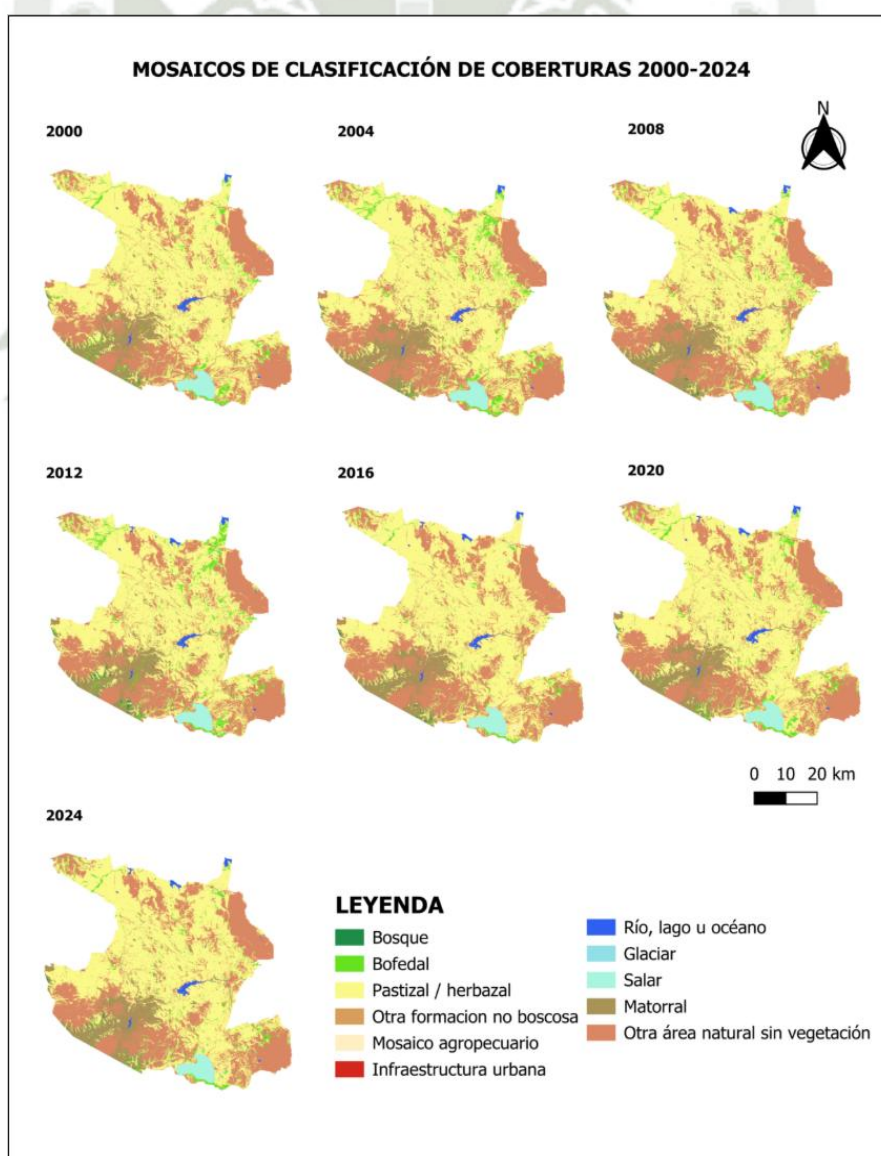 MOSAICOS DE CLASIFICACIÓN DE COBERTURAS 2000-2024
N
2000
2004
2008
2012
2016
2020
0 10 20 km
2024
LEYENDA
Bosque
Bofedal
Pastizal / herbazal
Otra formacion no boscosa
Mosaico agropecuario
Infraestructura urbana
Río, lago u océano
Glaciar
Salar
Matorral
Otra área natural sin vegetación